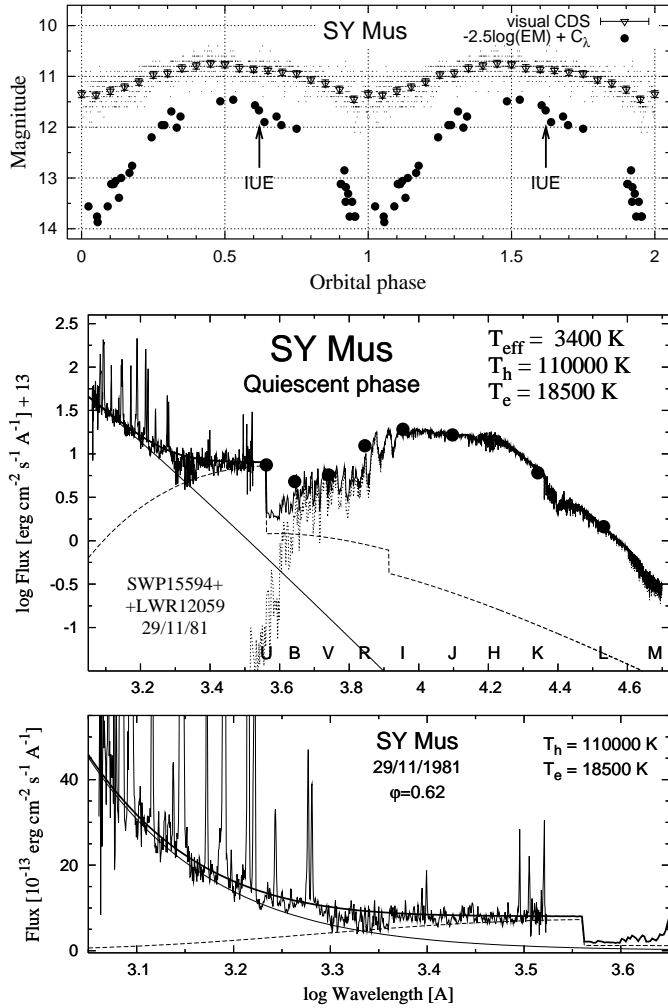 SY Mus
visual CDS
-2.5log(EM) + C_λ
Magnitude
10
11
12
13
14
IUE
IUE
0
0.5
1
1.5
2
Orbital phase
SY Mus
Quiescent phase
T_eff = 3400 K
T_h = 110000 K
T_e = 18500 K
log Flux [erg cm^-2 s^-1 A^-1] + 13
2.5
2
1.5
1
0.5
0
-0.5
-1
SWP15594+
+LWR12059
29/11/81
U B V R I J H K L M
3.2
3.4
3.6
3.8
4
4.2
4.4
4.6
SY Mus
29/11/1981
φ=0.62
T_h = 110000 K
T_e = 18500 K
Flux [10^-13 erg cm^-2 s^-1 A^-1]
40
20
0
3.1
3.2
3.3
3.4
3.5
3.6
log Wavelength [A]